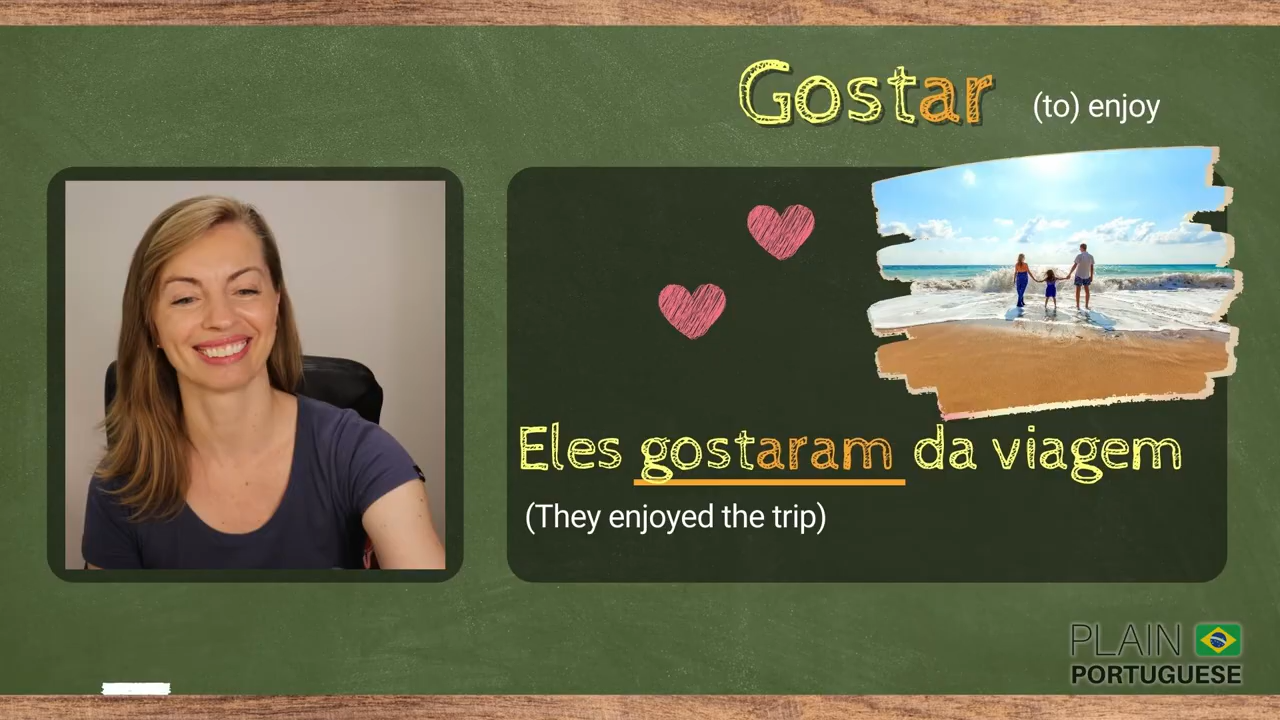 Gostar (to) enjoy
Eles gostaram da viagem
(They enjoyed the trip)
PLAIN
PORTUGUESE